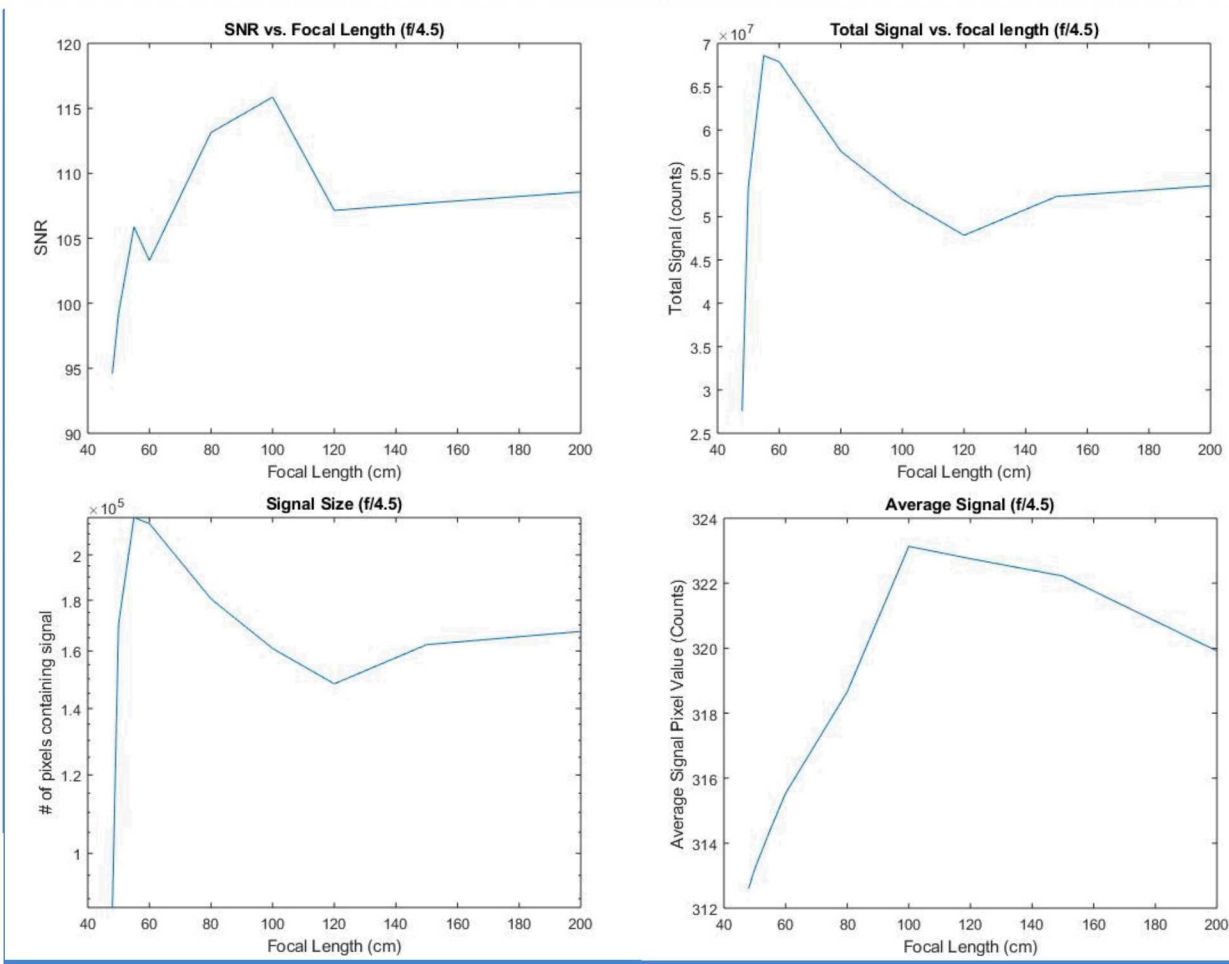 SNR vs. Focal Length (f/4.5)
120
115
110
105
100
95
90
SNR
40 60 80 100 120 140 160 180 200
Focal Length (cm)
Total Signal vs. focal length (f/4.5)
× 10^7
7
6.5
6
5.5
5
4.5
4
3.5
3
2.5
Total Signal (counts)
40 60 80 100 120 140 160 180 200
Focal Length (cm)
Signal Size (f/4.5)
× 10^5
2
1.8
1.6
1.4
1.2
1
# of pixels containing signal
40 60 80 100 120 140 160 180 200
Focal Length (cm)
Average Signal (f/4.5)
324
322
320
318
316
314
312
Average Signal Pixel Value (Counts)
40 60 80 100 120 140 160 180 200
Focal Length (cm)